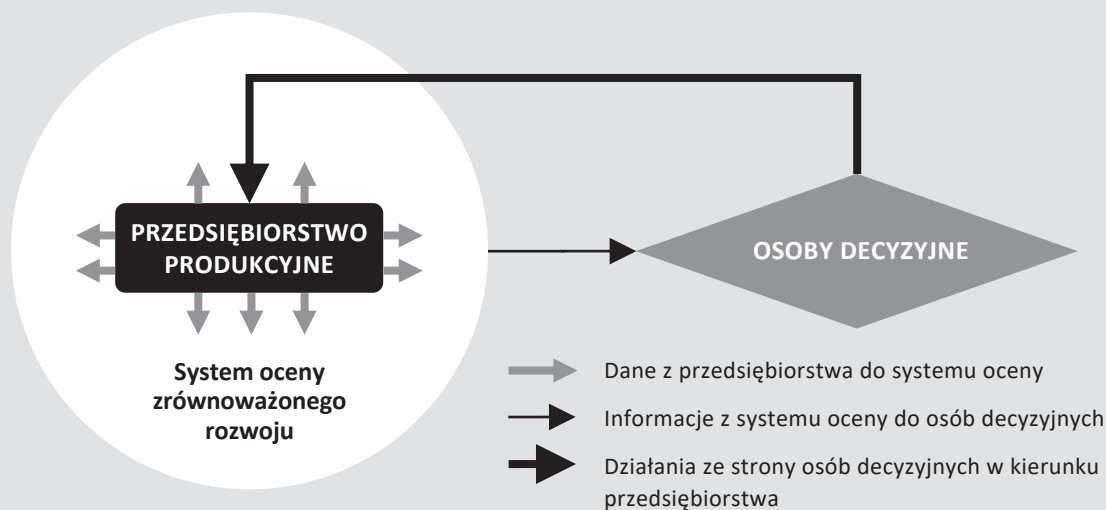 PRZEDSIĘBIORSTWO
PRODUKCYJNE
OSOBY DECYZYJNE
System oceny
zrównoważonego
rozwoju
Dane z przedsiębiorstwa do systemu oceny
Informacje z systemu oceny do osób decyzyjnych
Działania ze strony osób decyzyjnych w kierunku
przedsiębiorstwa